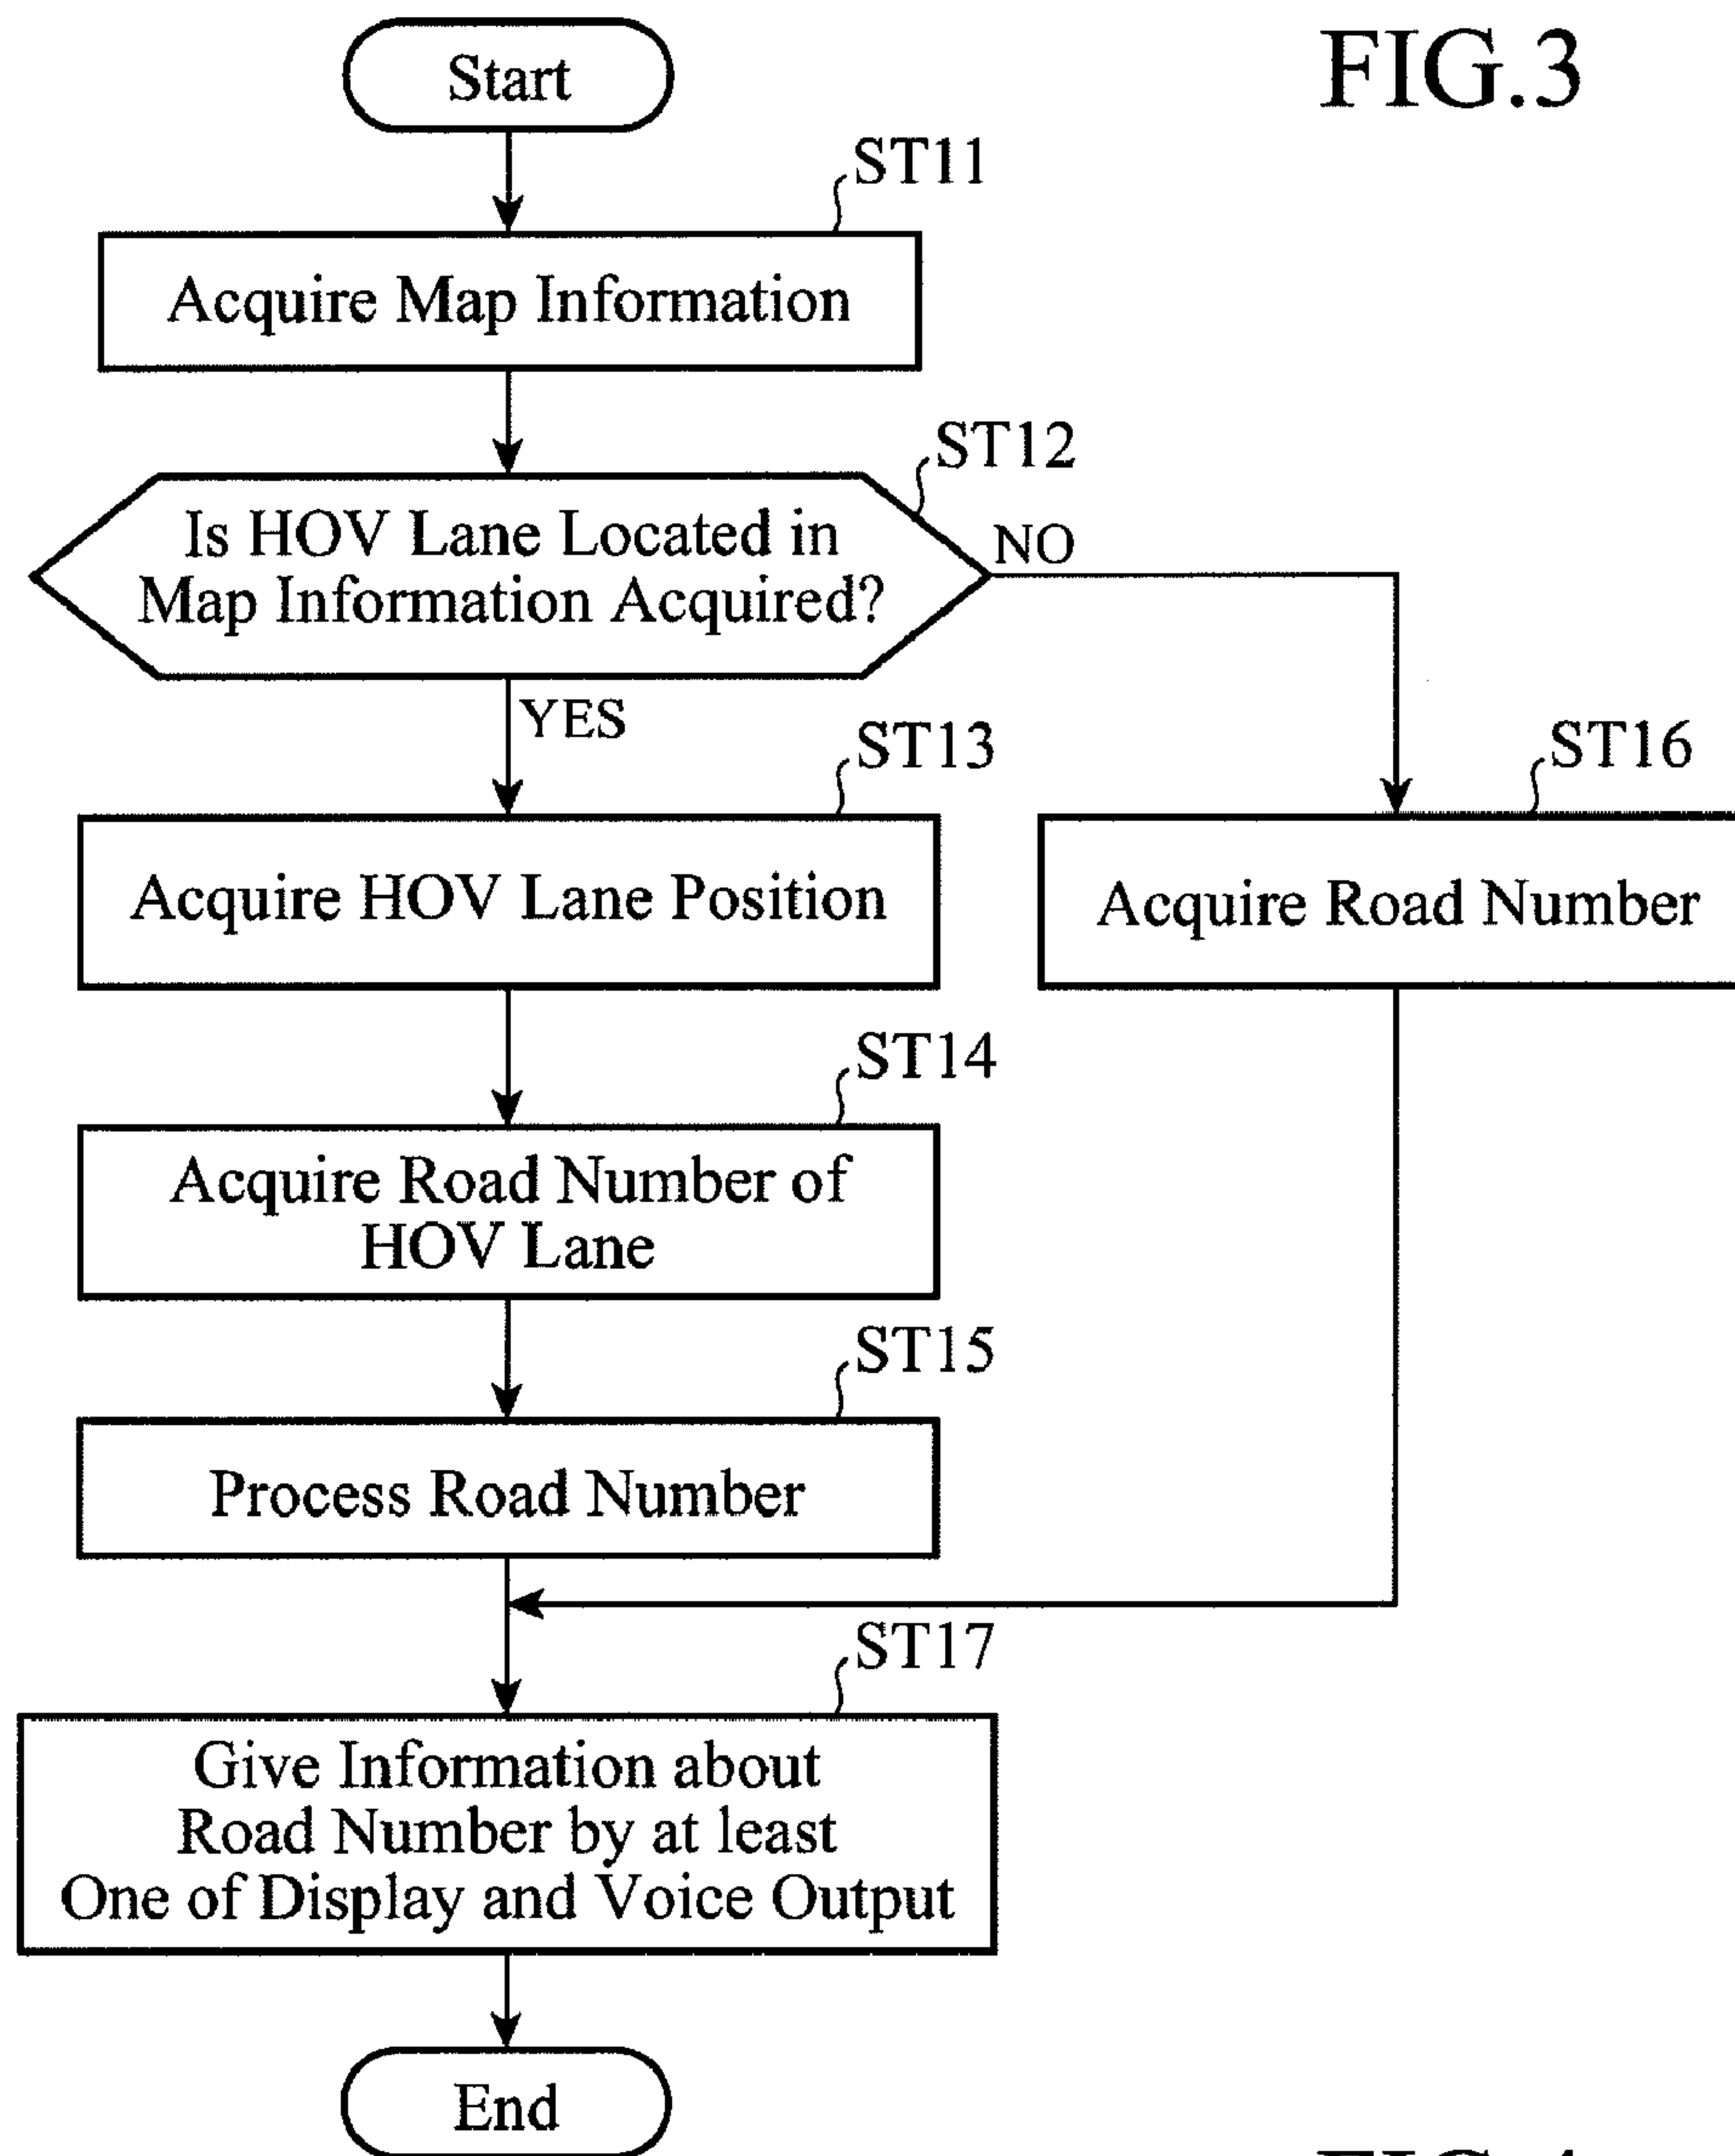 FIG.3
Start
ST11
Acquire Map Information
ST12
Is HOV Lane Located in
Map Information Acquired?
NO
YES
ST13
Acquire HOV Lane Position
ST16
Acquire Road Number
ST14
Acquire Road Number of
HOV Lane
ST15
Process Road Number
ST17
Give Information about
Road Number by at least
One of Display and Voice Output
End